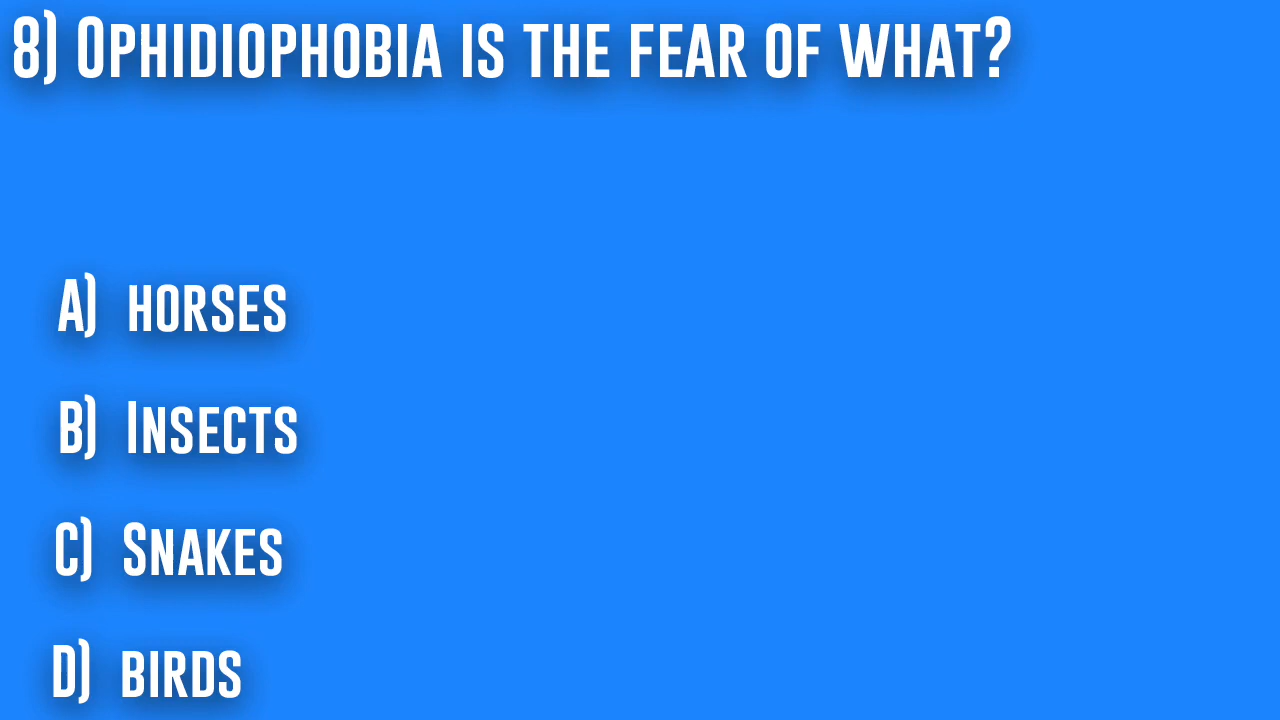 8) Ophidiophobia is the fear of what?
A) horses
B) Insects
C) Snakes
D) birds